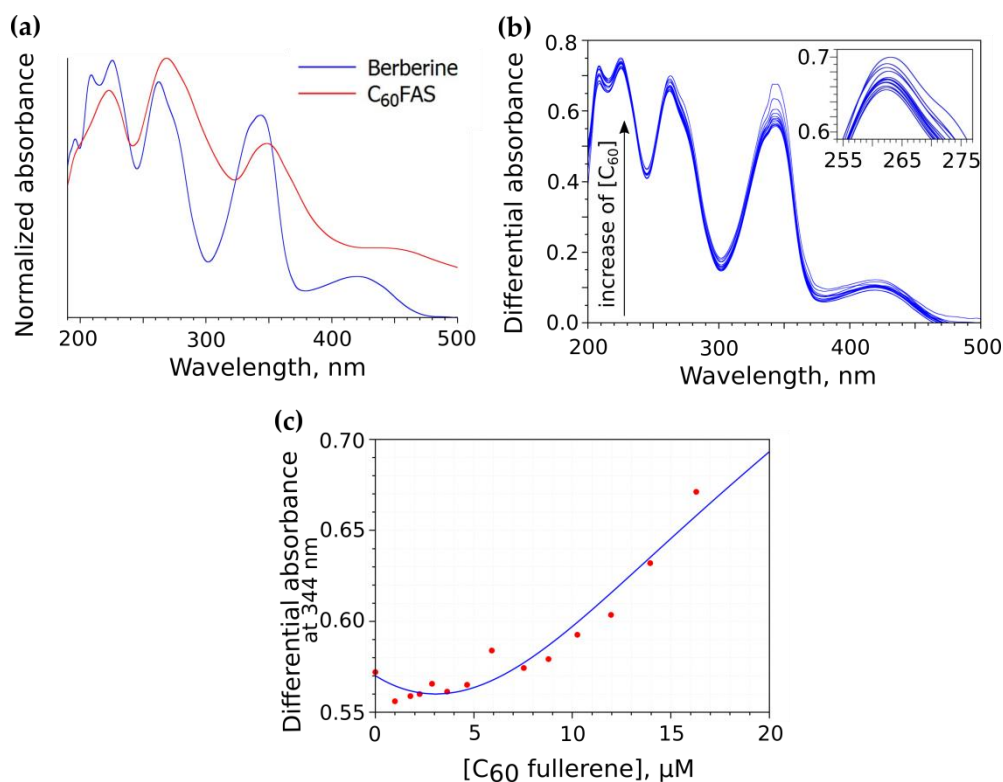 (a)
Normalized absorbance
Berberine
C₆₀FAS
200
300
400
500
Wavelength, nm
(b)
Differential absorbance
0.8
0.6
0.4
0.2
0.0
increase of [C₆₀]
0.7
0.6
255
265
275
200
300
400
500
Wavelength, nm
(c)
Differential absorbance
at 344 nm
0.70
0.65
0.60
0.55
0
5
10
15
20
[C₆₀ fullerene], µM